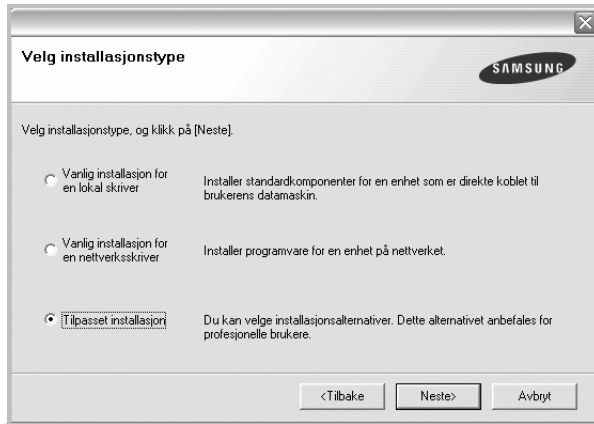 Velg installasjonstype
SAMSUNG
Velg installasjonstype, og klikk på [Neste].
Vanlig installasjon for
en lokal skriver
Installer standardkomponenter for en enhet som er direkte koblet til
brukerens datamaskin.
Vanlig installasjon for
en nettverksskriver
Installer programvare for en enhet på nettverket.
Tilpasset installasjon
Du kan velge installasjonsalternativer. Dette alternativet anbefales for
profesjonelle brukere.
<Tilbake
Neste>
Avbryt